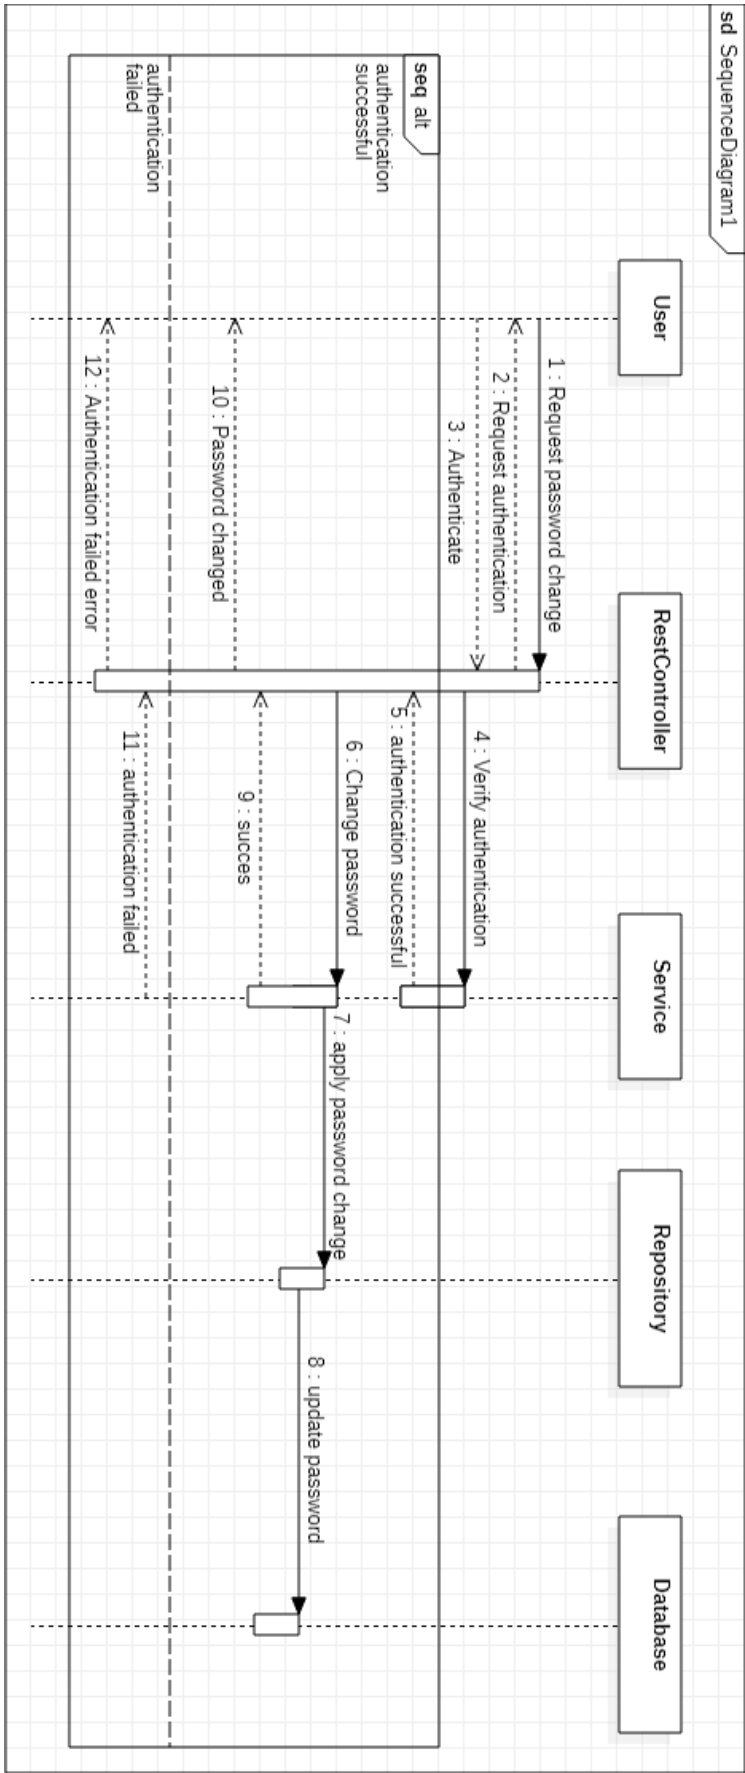 sd SequenceDiagram1
User
RestController
Service
Repository
Database
1 : Request password change
2 : Request authentication
3 : Authenticate
4 : Verify authentication
seq alt
authentication
successful
5 : authentication successful
6 : Change password
7 : apply password change
8 : update password
9 : succes
10 : Password changed
authentication
failed
11 : authentication failed
12 : Authentication failed error